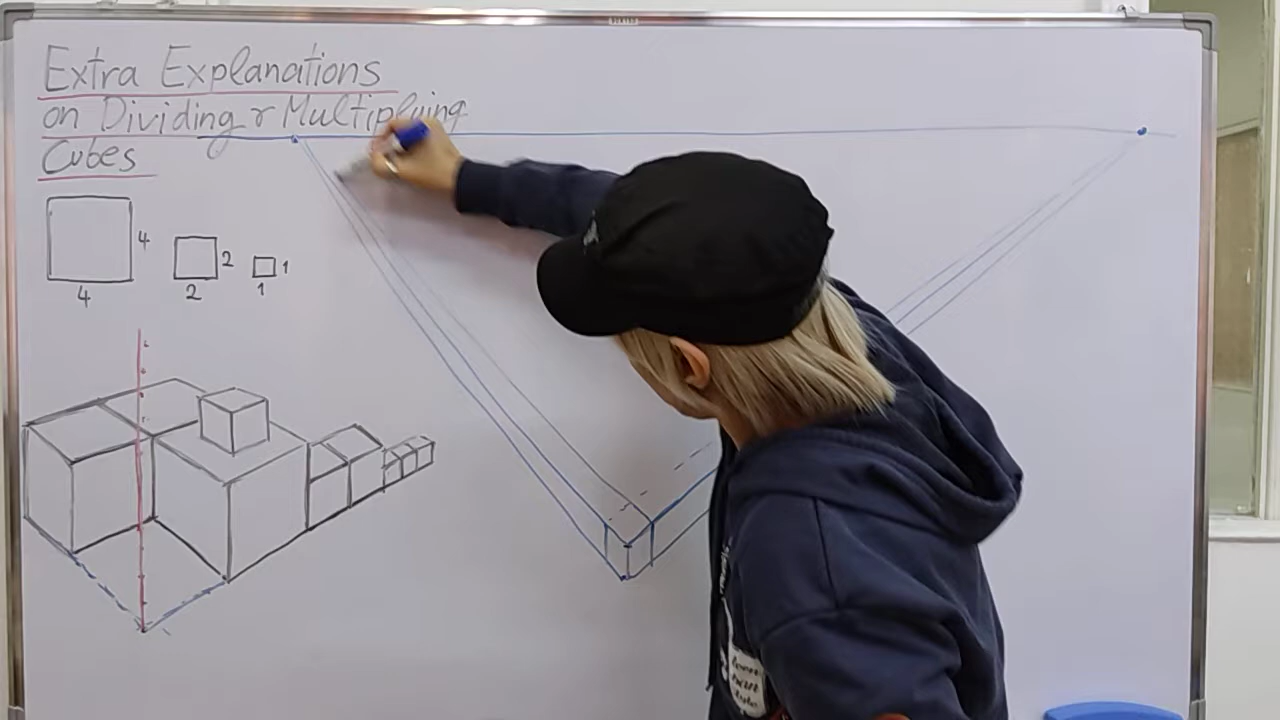 Extra Explanations
on Dividing & Multiplying
Cubes
4
4
2
2
1
1